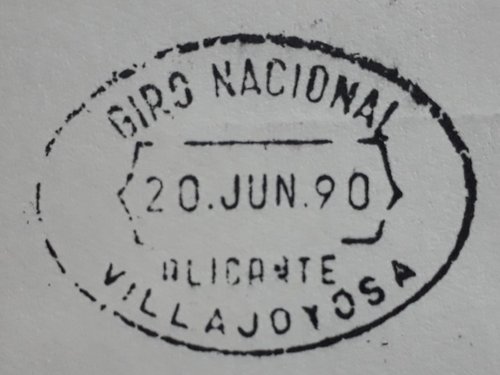 GIRO NACIONAL
20.JUN.90
ALICANTE
VILLAJOYOSA